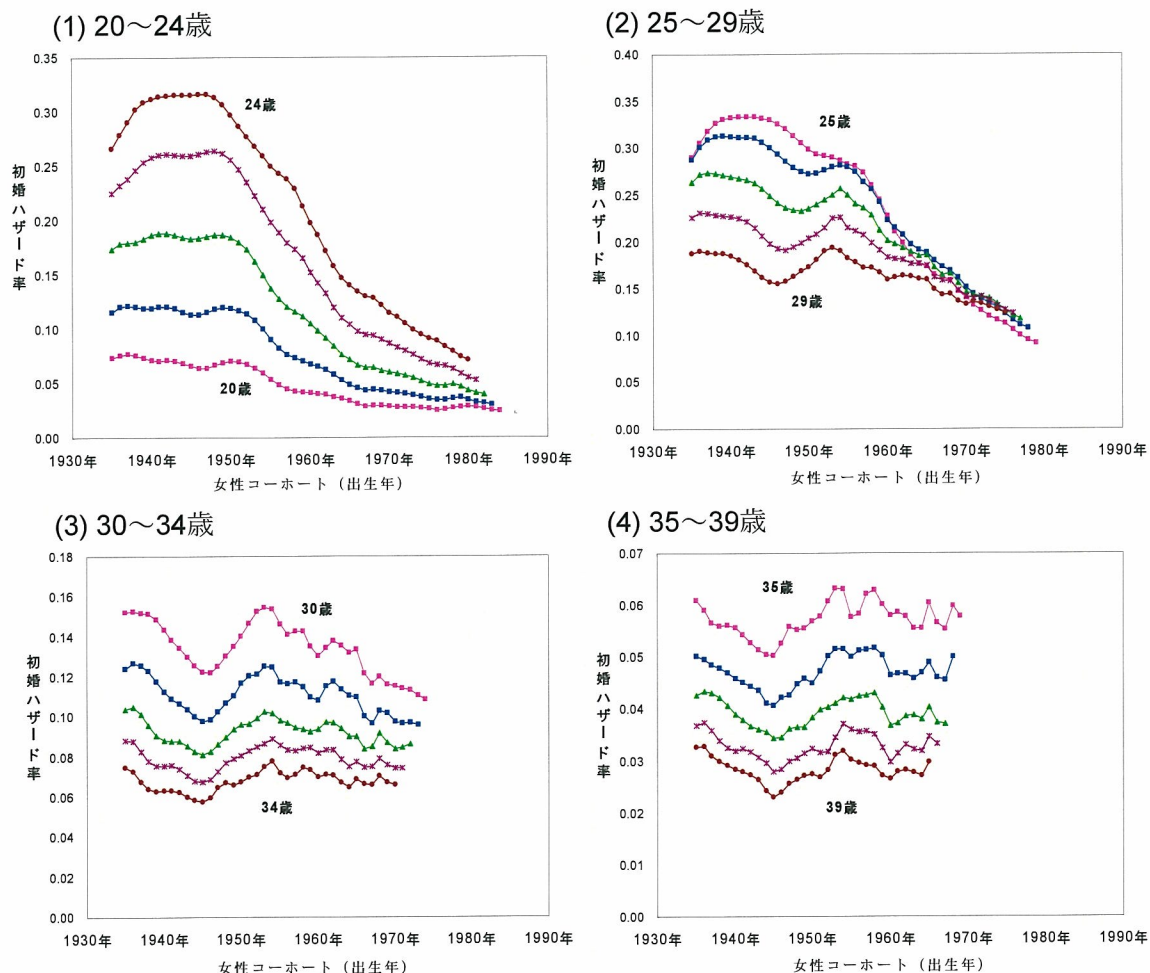 (1) 20～24歳
0.35
0.30
0.25
0.20
0.15
0.10
0.05
0.00
初婚ハザード率
24歳
20歳
1930年 1940年 1950年 1960年 1970年 1980年 1990年
女性コーホート（出生年）
(2) 25～29歳
0.40
0.35
0.30
0.25
0.20
0.15
0.10
0.05
0.00
初婚ハザード率
25歳
29歳
1930年 1940年 1950年 1960年 1970年 1980年 1990年
女性コーホート（出生年）
(3) 30～34歳
0.18
0.16
0.14
0.12
0.10
0.08
0.06
0.04
0.02
0.00
初婚ハザード率
30歳
34歳
1930年 1940年 1950年 1960年 1970年 1980年 1990年
女性コーホート（出生年）
(4) 35～39歳
0.07
0.06
0.05
0.04
0.03
0.02
0.01
0.00
初婚ハザード率
35歳
39歳
1930年 1940年 1950年 1960年 1970年 1980年 1990年
女性コーホート（出生年）